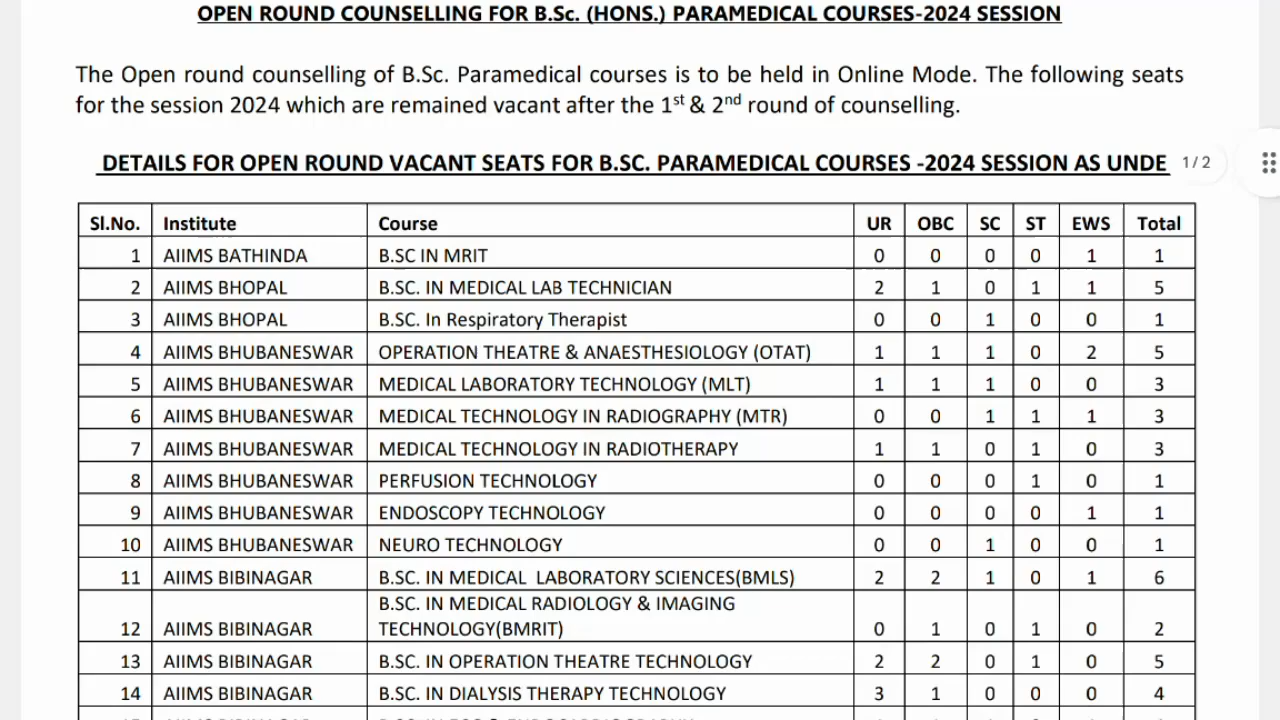 OPEN ROUND COUNSELLING FOR B.Sc. (HONS.) PARAMEDICAL COURSES-2024 SESSION
The Open round counselling of B.Sc. Paramedical courses is to be held in Online Mode. The following seats
for the session 2024 which are remained vacant after the 1st & 2nd round of counselling.
DETAILS FOR OPEN ROUND VACANT SEATS FOR B.SC. PARAMEDICAL COURSES -2024 SESSION AS UNDE 1/2
Sl.No. Institute Course UR OBC SC ST EWS Total
1 AIIMS BATHINDA B.SC IN MRIT 0 0 0 0 1 1
2 AIIMS BHOPAL B.SC. IN MEDICAL LAB TECHNICIAN 2 1 0 1 1 5
3 AIIMS BHOPAL B.SC. In Respiratory Therapist 0 0 1 0 0 1
4 AIIMS BHUBANESWAR OPERATION THEATRE & ANAESTHESIOLOGY (OTAT) 1 1 1 0 2 5
5 AIIMS BHUBANESWAR MEDICAL LABORATORY TECHNOLOGY (MLT) 1 1 1 0 0 3
6 AIIMS BHUBANESWAR MEDICAL TECHNOLOGY IN RADIOGRAPHY (MTR) 0 0 1 1 1 3
7 AIIMS BHUBANESWAR MEDICAL TECHNOLOGY IN RADIOTHERAPY 1 1 0 1 0 3
8 AIIMS BHUBANESWAR PERFUSION TECHNOLOGY 0 0 0 1 0 1
9 AIIMS BHUBANESWAR ENDOSCOPY TECHNOLOGY 0 0 0 0 1 1
10 AIIMS BHUBANESWAR NEURO TECHNOLOGY 0 0 1 0 0 1
11 AIIMS BIBINAGAR B.SC. IN MEDICAL LABORATORY SCIENCES(BMLS) 2 2 1 0 1 6
B.SC. IN MEDICAL RADIOLOGY & IMAGING
12 AIIMS BIBINAGAR TECHNOLOGY(BMRIT) 0 1 0 1 0 2
13 AIIMS BIBINAGAR B.SC. IN OPERATION THEATRE TECHNOLOGY 2 2 0 1 0 5
14 AIIMS BIBINAGAR B.SC. IN DIALYSIS THERAPY TECHNOLOGY 3 1 0 0 0 4